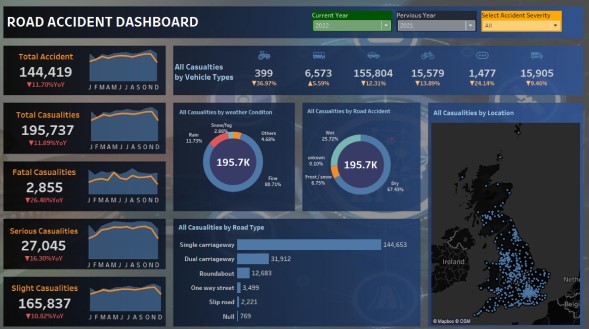 ROAD ACCIDENT DASHBOARD
Current Year
2022
Pervious Year
2021
Select Accident Severity
All
Total Accident
144,419
▼11.70%YoY
J F M A M J J A S O N D
All Casualties
by Vehicle Types
399
▼36.97%
6,573
▲5.59%
155,804
▼12.31%
15,579
▼13.89%
1,477
▼24.14%
15,905
▼9.46%
Total Casualities
195,737
▼11.89%YoY
J F M A M J J A S O N D
Fatal Casualities
2,855
▼26.40%YoY
J F M A M J J A S O N D
Serious Casualities
27,045
▼16.30%YoY
J F M A M J J A S O N D
Slight Casualities
165,837
▼10.82%YoY
J F M A M J J A S O N D
All Casualties by weather Conditon
Snow/fog
2.88%
Rain
11.73%
Others
4.68%
Fine
80.71%
195.7K
All Casualties by Road Accident
Wet
25.72%
unkown
0.10%
Frost / snow
6.75%
Dry
67.43%
195.7K
All Casualties by Road Type
Single carriageway 144,653
Dual carriageway 31,912
Roundabout 12,683
One way street 3,499
Slip road 2,221
Null 769
All Casualties by Location
Ireland
Neth
Belgi
© Mapbox © OSM